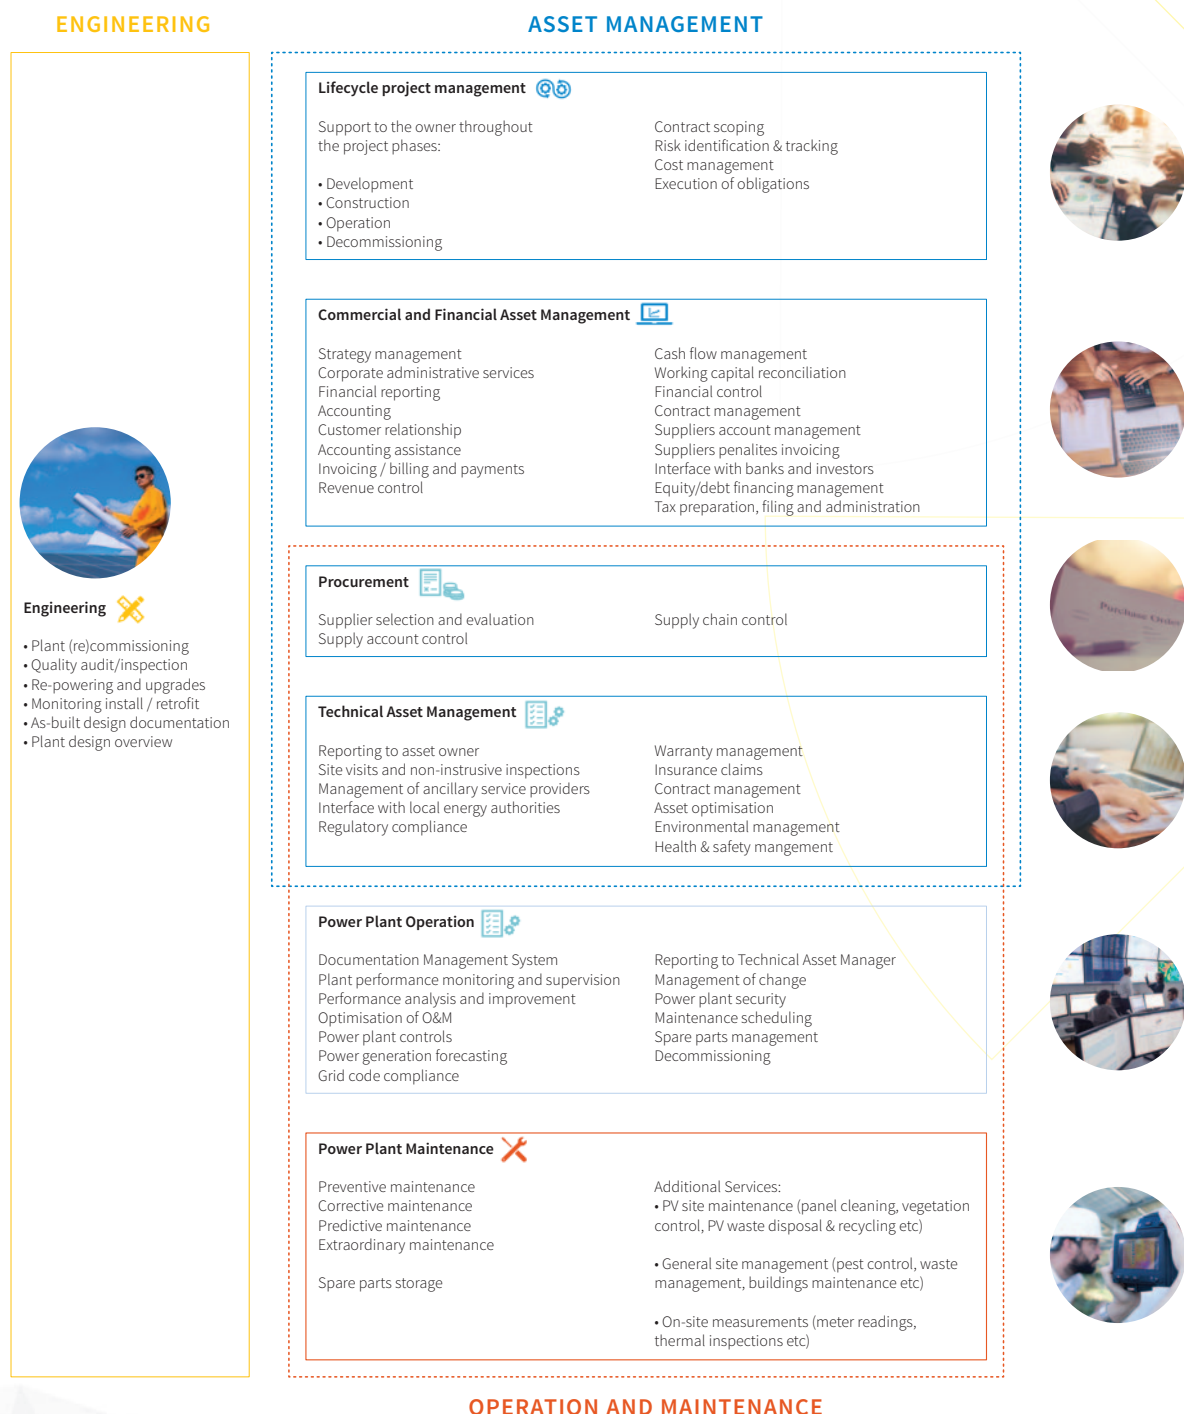 ENGINEERING
ASSET MANAGEMENT
Lifecycle project management
Support to the owner throughout
the project phases:
• Development
• Construction
• Operation
• Decommissioning
Contract scoping
Risk identification & tracking
Cost management
Execution of obligations
Commercial and Financial Asset Management
Strategy management
Corporate administrative services
Financial reporting
Accounting
Customer relationship
Accounting assistance
Invoicing / billing and payments
Revenue control
Cash flow management
Working capital reconciliation
Financial control
Contract management
Suppliers account management
Suppliers penalites invoicing
Interface with banks and investors
Equity/debt financing management
Tax preparation, filing and administration
Procurement
Supplier selection and evaluation
Supply account control
Supply chain control
Purchase Order
Engineering
• Plant (re)commissioning
• Quality audit/inspection
• Re-powering and upgrades
• Monitoring install / retrofit
• As-built design documentation
• Plant design overview
Technical Asset Management
Reporting to asset owner
Site visits and non-instrusive inspections
Management of ancillary service providers
Interface with local energy authorities
Regulatory compliance
Warranty management
Insurance claims
Contract management
Asset optimisation
Environmental management
Health & safety mangement
Power Plant Operation
Documentation Management System
Plant performance monitoring and supervision
Performance analysis and improvement
Optimisation of O&M
Power plant controls
Power generation forecasting
Grid code compliance
Reporting to Technical Asset Manager
Management of change
Power plant security
Maintenance scheduling
Spare parts management
Decommissioning
Power Plant Maintenance
Preventive maintenance
Corrective maintenance
Predictive maintenance
Extraordinary maintenance
Spare parts storage
Additional Services:
• PV site maintenance (panel cleaning, vegetation
control, PV waste disposal & recycling etc)
• General site management (pest control, waste
management, buildings maintenance etc)
• On-site measurements (meter readings,
thermal inspections etc)
OPERATION AND MAINTENANCE